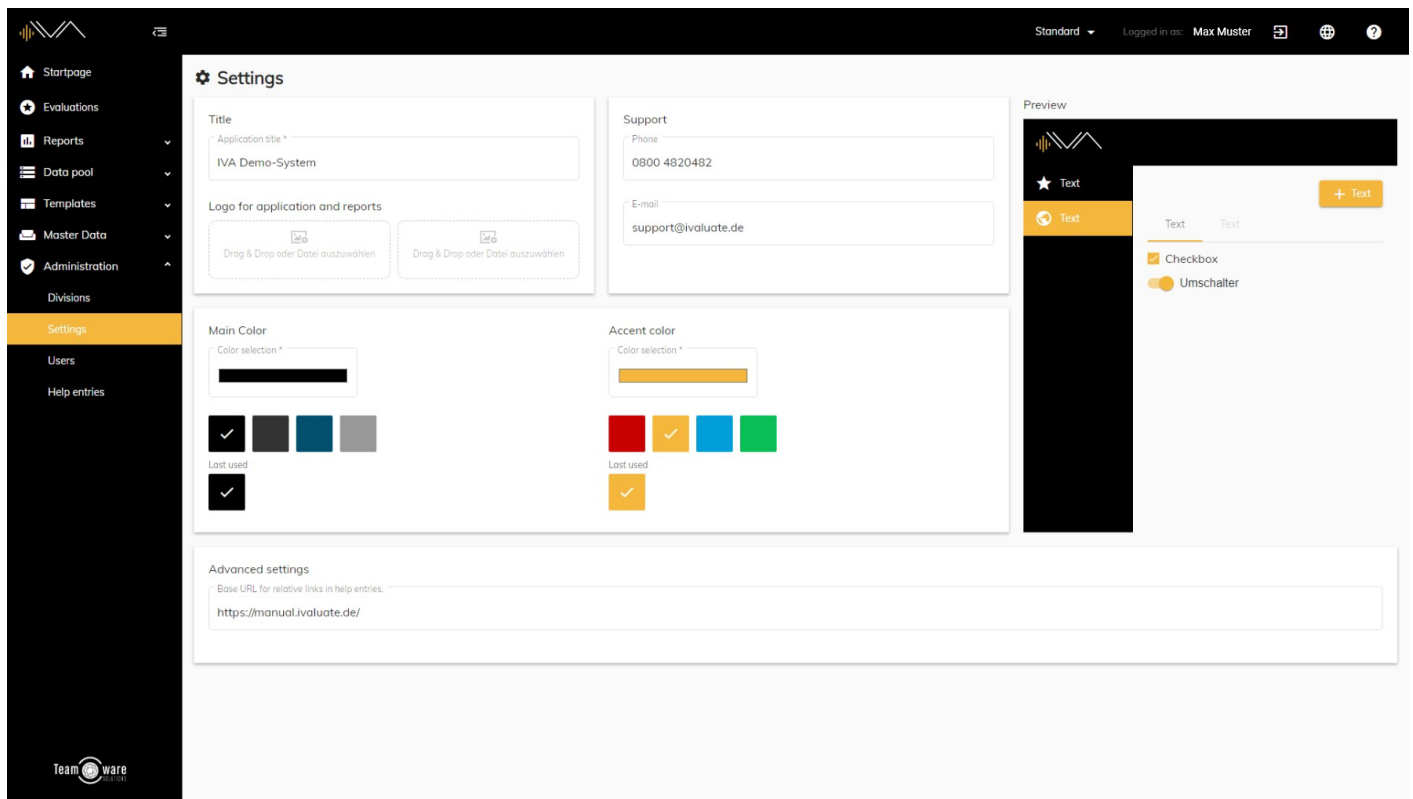 IVA
Standard
Logged in as: Max Muster
Startpage
Evaluations
Reports
Data pool
Templates
Master Data
Administration
Divisions
Settings
Users
Help entries
Team ware
SOLUTIONS
Settings
Title
Application title *
IVA Demo-System
Logo for application and reports
Drag & Drop oder Datei auszuwählen
Drag & Drop oder Datei auszuwählen
Support
Phone
0800 4820482
E-mail
support@ivaluate.de
Main Color
Color selection *
Last used
Accent color
Color selection *
Last used
Preview
IVA
Text
Text
+ Text
Text Text
Checkbox
Umschalter
Advanced settings
Base URL for relative links in help entries.
https://manual.ivaluate.de/